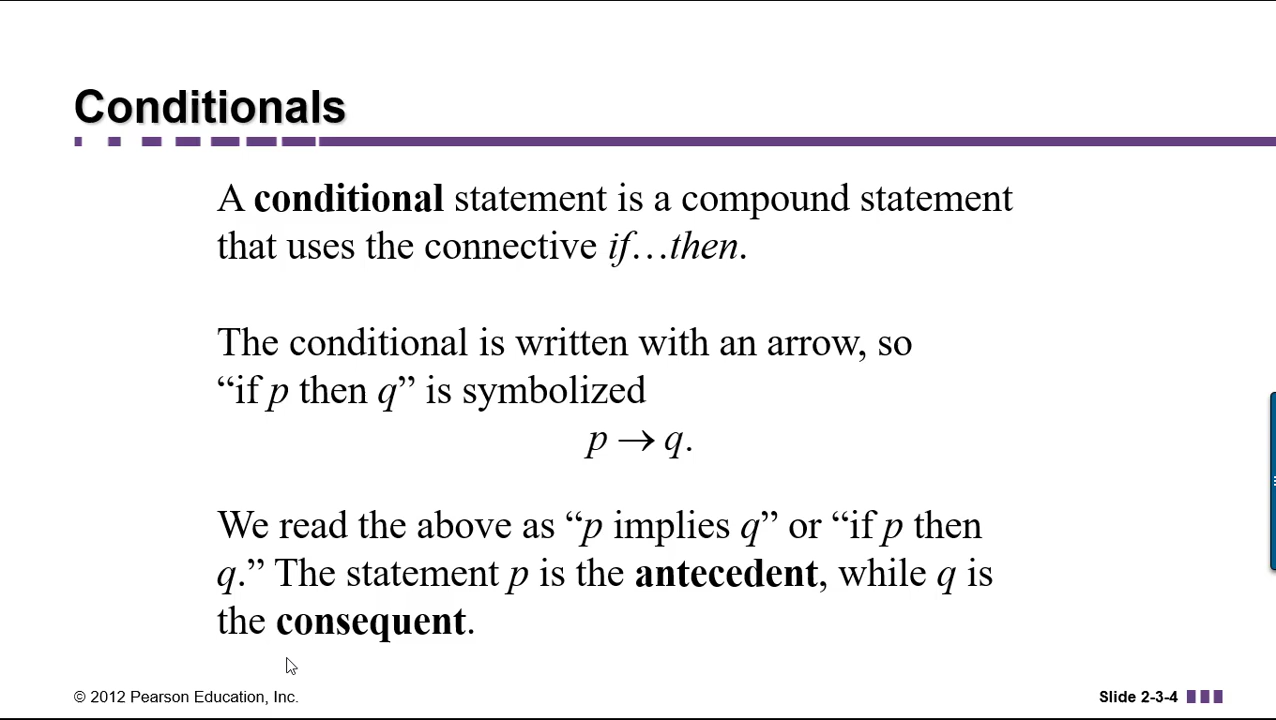 Conditionals
A conditional statement is a compound statement
that uses the connective if…then.
The conditional is written with an arrow, so
“if p then q” is symbolized
p → q.
We read the above as “p implies q” or “if p then
q.” The statement p is the antecedent, while q is
the consequent.
© 2012 Pearson Education, Inc.
Slide 2-3-4